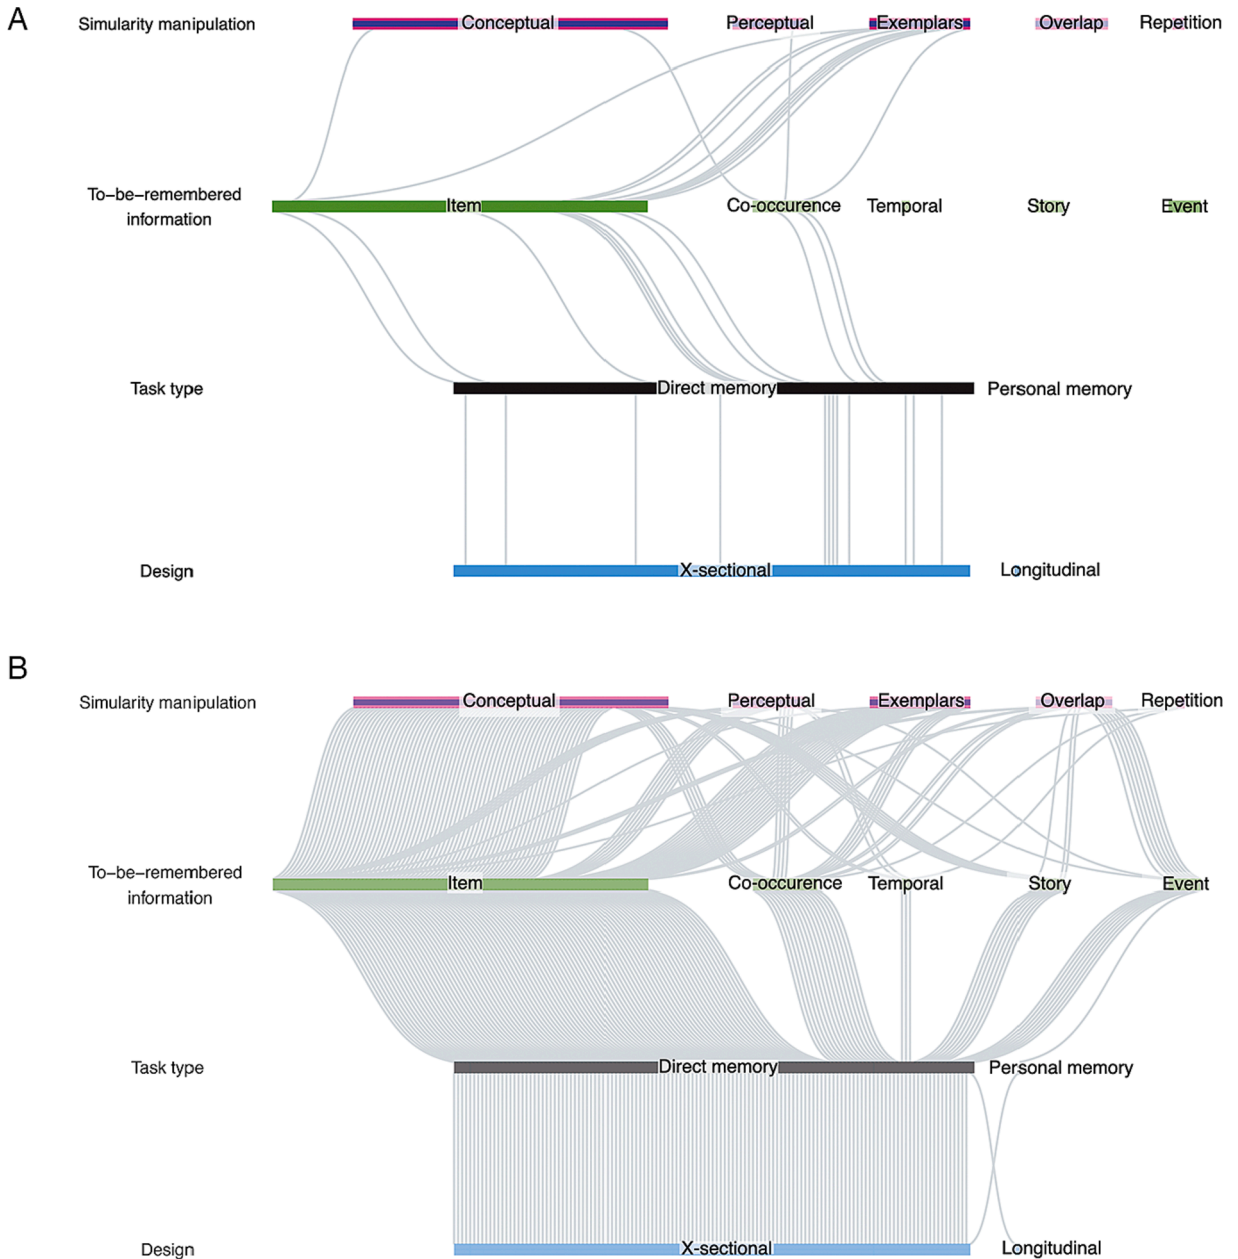 A
Simularity manipulation
Conceptual
Perceptual
Exemplars
Overlap
Repetition
To-be-remembered
information
Item
Co-occurence
Temporal
Story
Event
Task type
Direct memory
Personal memory
Design
X-sectional
Longitudinal
B
Simularity manipulation
Conceptual
Perceptual
Exemplars
Overlap
Repetition
To-be-remembered
information
Item
Co-occurence
Temporal
Story
Event
Task type
Direct memory
Personal memory
Design
X-sectional
Longitudinal